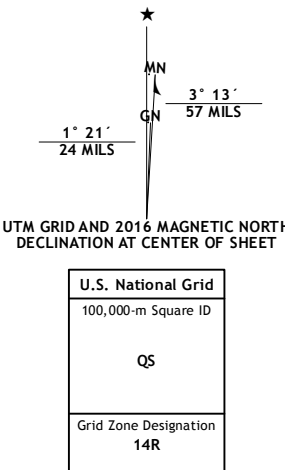 ★
MN
3° 13´
57 MILS
GN
1° 21´
24 MILS
UTM GRID AND 2016 MAGNETIC NORTH
DECLINATION AT CENTER OF SHEET
U.S. National Grid
100,000-m Square ID
QS
Grid Zone Designation
14R